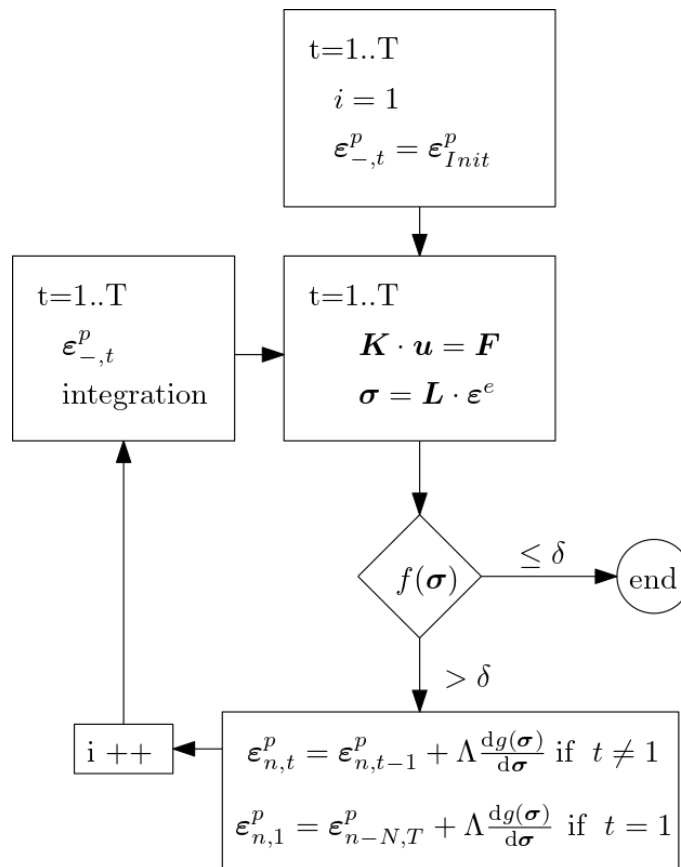 t=1..T
i = 1
𝜺^p_{-,t} = 𝜺^p_{Init}
t=1..T
𝜺^p_{-,t}
integration
t=1..T
𝑲 · 𝒖 = 𝑭
𝝈 = 𝑳 · 𝜺^e
f(𝝈)
≤ δ
end
> δ
i ++
𝜺^p_{n,t} = 𝜺^p_{n,t-1} + Λ dg(𝝈)/d𝝈 if t ≠ 1
𝜺^p_{n,1} = 𝜺^p_{n-N,T} + Λ dg(𝝈)/d𝝈 if t = 1